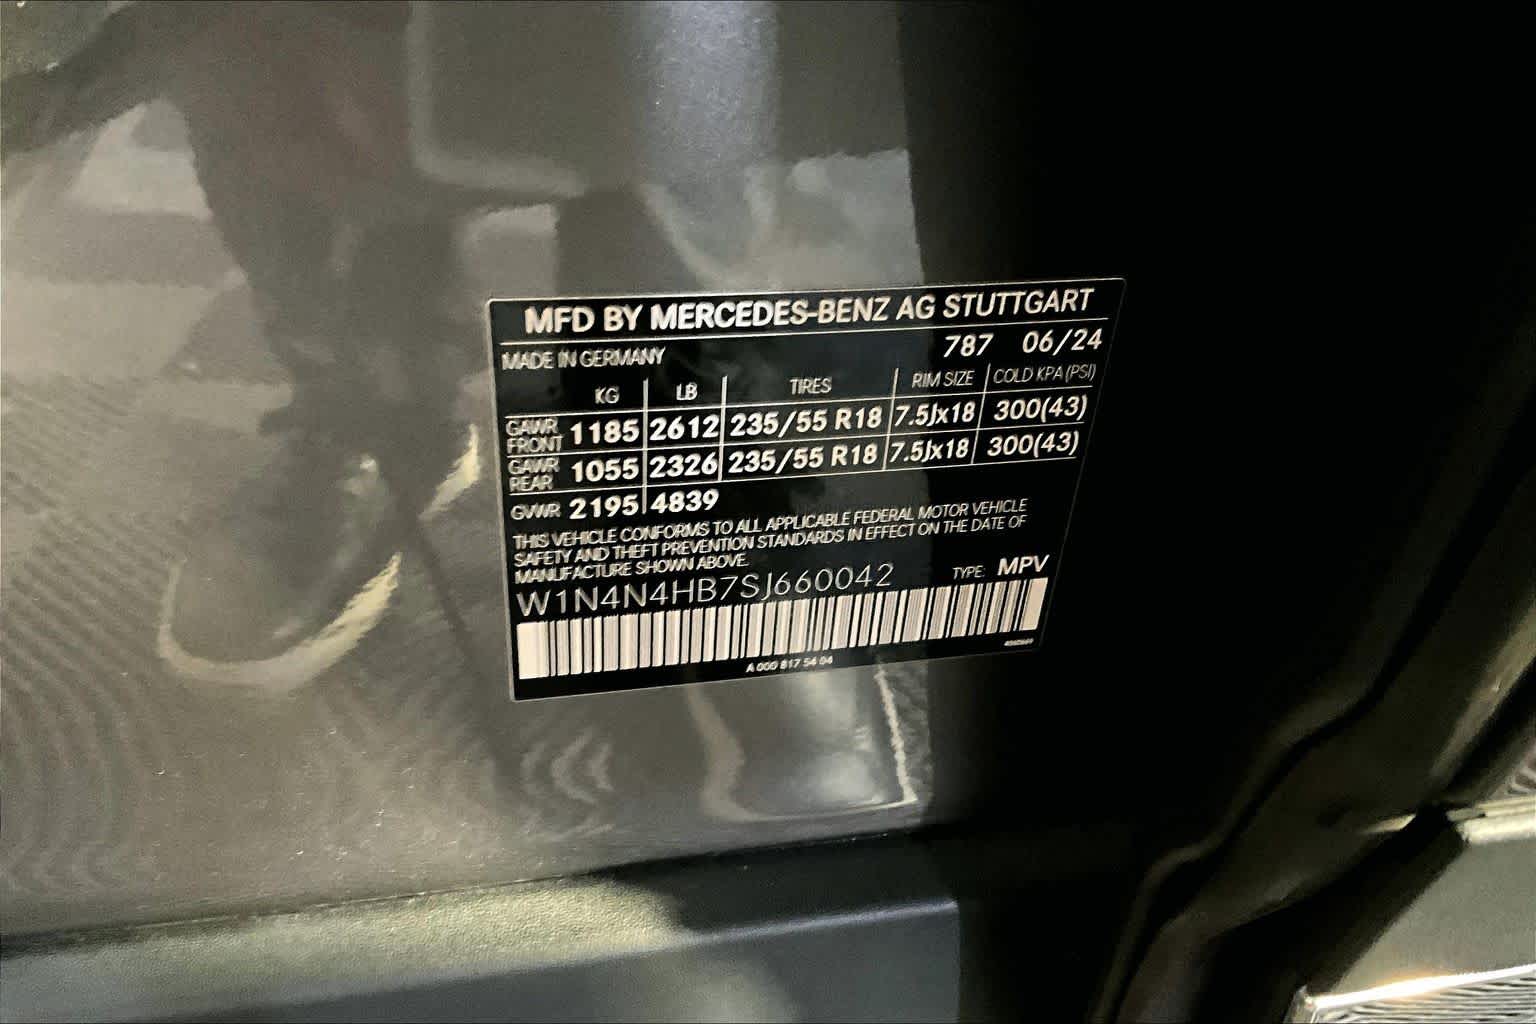 MFD BY MERCEDES-BENZ AG STUTTGART
MADE IN GERMANY 787 06/24
KG LB TIRES RIM SIZE COLD KPA (PSI)
GAWR FRONT 1185 2612 235/55 R18 7.5Jx18 300(43)
GAWR REAR 1055 2326 235/55 R18 7.5Jx18 300(43)
GVWR 2195 4839
THIS VEHICLE CONFORMS TO ALL APPLICABLE FEDERAL MOTOR VEHICLE
SAFETY AND THEFT PREVENTION STANDARDS IN EFFECT ON THE DATE OF
MANUFACTURE SHOWN ABOVE.
W1N4N4HB7SJ660042 TYPE: MPV
A 000 817 54 04